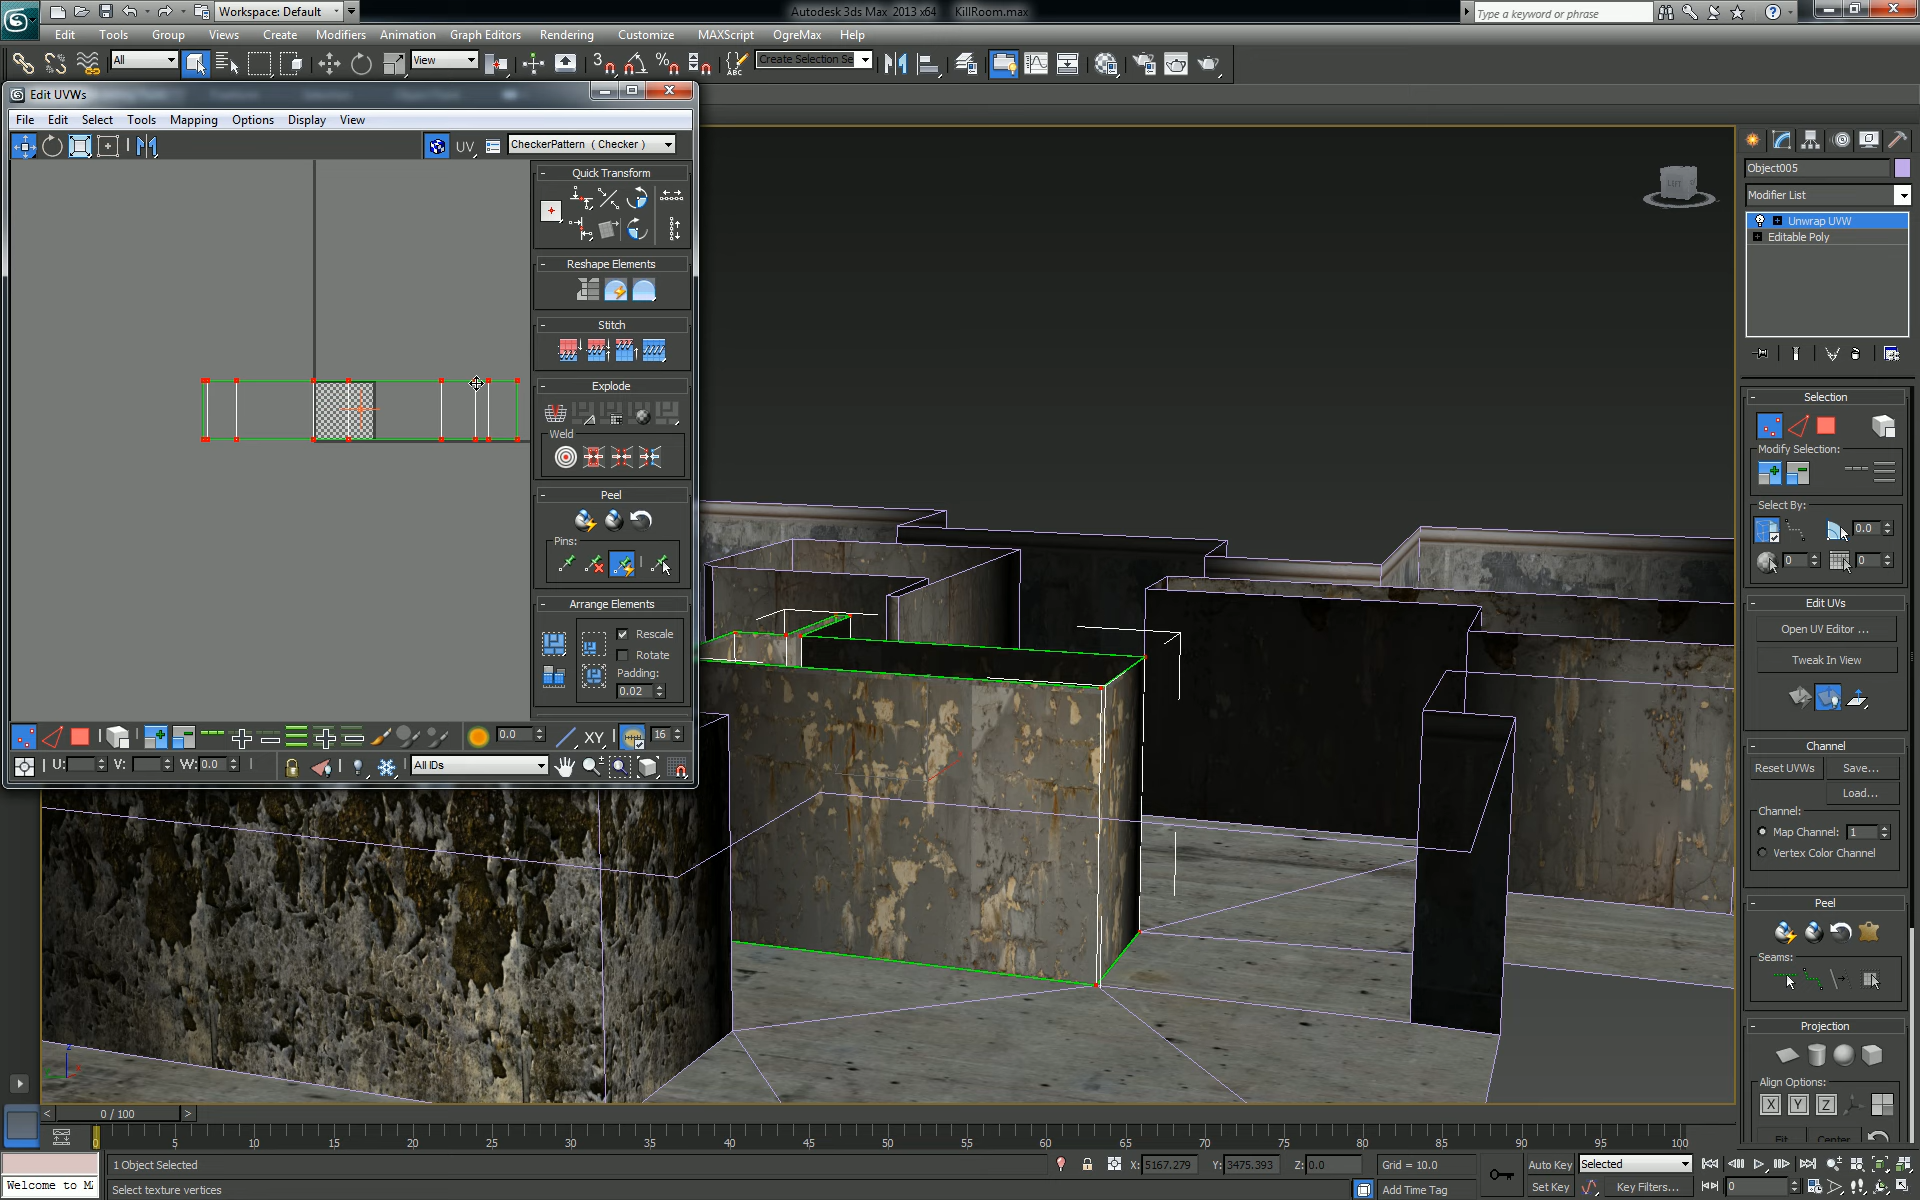 Workspace: Default
Autodesk 3ds Max 2013 x64 KillRoom.max
Type a keyword or phrase
Edit Tools Group Views Create Modifiers Animation Graph Editors Rendering Customize MAXScript OgreMax Help
All
View
Create Selection Se
Edit UVWs
File Edit Select Tools Mapping Options Display View
UV
CheckerPattern ( Checker )
Quick Transform
Reshape Elements
Stitch
Explode
Weld
Peel
Pins:
Arrange Elements
Rescale
Rotate
Padding:
0.02
0.0
XY
16
U:
V:
W: 0.0
All IDs
Object005
Modifier List
Unwrap UVW
Editable Poly
Selection
Modify Selection:
Select By:
0.0
0
0
Edit UVs
Open UV Editor ...
Tweak In View
Channel
Reset UVWs
Save...
Load...
Channel:
Map Channel: 1
Vertex Color Channel
Peel
Seams:
Projection
Align Options:
X Y Z
Fit Center
< 0 / 100 >
0 5 10 15 20 25 30 35 40 45 50 55 60 65 70 75 80 85 90 95 100
1 Object Selected
X: 5167.279
Y: 3475.393
Z: 0.0
Grid = 10.0
Auto Key
Selected
Welcome to M
Select texture vertices
Add Time Tag
Set Key
Key Filters...
0